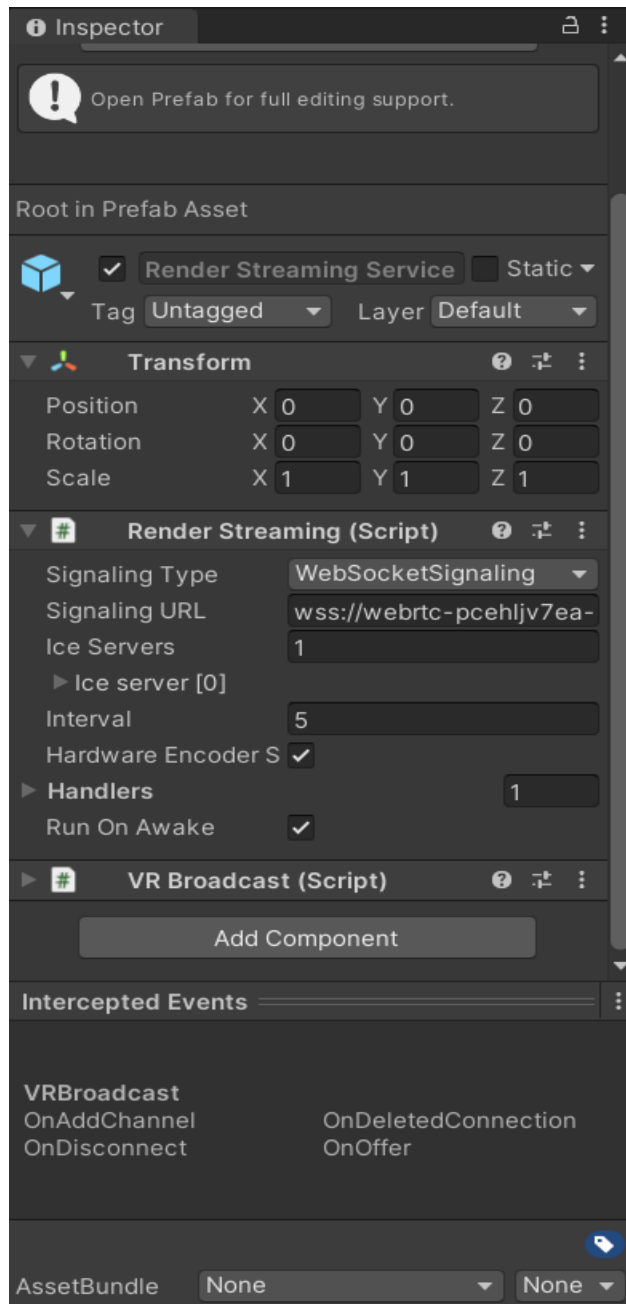 Inspector
Open Prefab for full editing support.
Root in Prefab Asset
Render Streaming Service Static
Tag Untagged Layer Default
Transform
Position X 0 Y 0 Z 0
Rotation X 0 Y 0 Z 0
Scale X 1 Y 1 Z 1
# Render Streaming (Script)
Signaling Type WebSocketSignaling
Signaling URL wss://webrtc-pcehljv7ea-
Ice Servers 1
Ice server [0]
Interval 5
Hardware Encoder S
Handlers 1
Run On Awake
# VR Broadcast (Script)
Add Component
Intercepted Events
VRBroadcast
OnAddChannel OnDeletedConnection
OnDisconnect OnOffer
AssetBundle None None